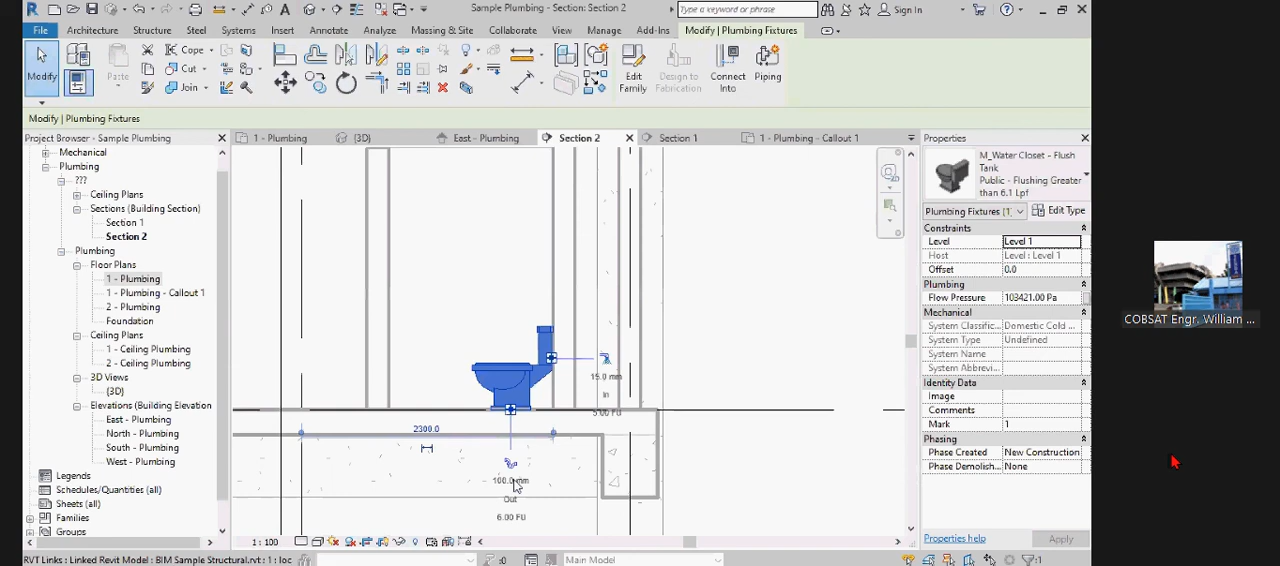 Sample Plumbing - Section: Section 2
Type a keyword or phrase
Sign In
File Architecture Structure Steel Systems Insert Annotate Analyze Massing & Site Collaborate View Manage Add-Ins Modify | Plumbing Fixtures
Modify
Paste
Cope
Cut
Join
Edit Family
Design to Fabrication
Connect Into
Piping
Modify | Plumbing Fixtures
Project Browser - Sample Plumbing
Mechanical
Plumbing
???
Ceiling Plans
Sections (Building Section)
Section 1
Section 2
Plumbing
Floor Plans
1 - Plumbing
1 - Plumbing - Callout 1
2 - Plumbing
Foundation
Ceiling Plans
1 - Ceiling Plumbing
2 - Ceiling Plumbing
3D Views
{3D}
Elevations (Building Elevation
East - Plumbing
North - Plumbing
South - Plumbing
West - Plumbing
Legends
Schedules/Quantities (all)
Sheets (all)
Families
Groups
1 - Plumbing
{3D}
East - Plumbing
Section 2
Section 1
1 - Plumbing - Callout 1
15.0 mm
In
5.00 FU
2300.0
100.0 mm
Out
6.00 FU
1 : 100
Properties
M_Water Closet - Flush
Tank
Public - Flushing Greater
than 6.1 Lpf
Plumbing Fixtures (1)
Edit Type
Constraints
Level Level 1
Host Level : Level 1
Offset 0.0
Plumbing
Flow Pressure 103421.00 Pa
Mechanical
System Classific... Domestic Cold ...
System Type Undefined
System Name
System Abbrevi...
Identity Data
Image
Comments
Mark 1
Phasing
Phase Created New Construction
Phase Demolish... None
Properties help
Apply
RVT Links : Linked Revit Model : BIM Sample Structural.rvt : 1 : loc
:0
Main Model
:1
COBSAT Engr. William ...